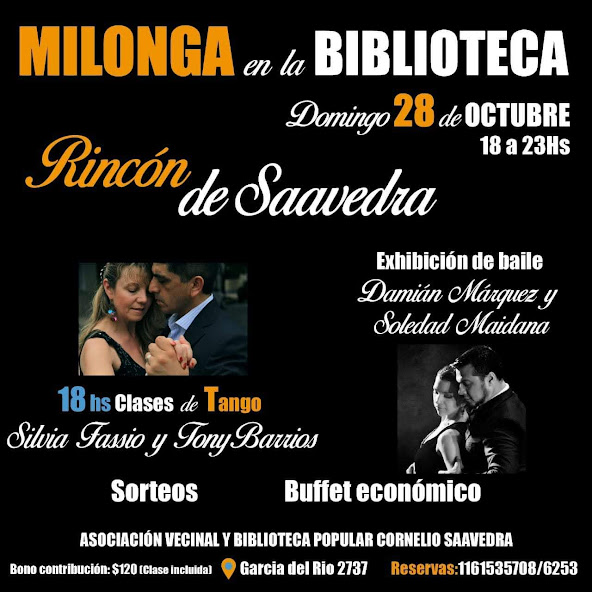 MILONGA en la BIBLIOTECA
Domingo 28 de OCTUBRE
18 a 23Hs
Rincón
de Saavedra
Exhibición de baile
Damián Márquez y
Soledad Maidana
18 hs Clases de Tango
Silvia Fassio y Tony Barrios
Sorteos Buffet económico
ASOCIACIÓN VECINAL Y BIBLIOTECA POPULAR CORNELIO SAAVEDRA
Bono contribución: $120 (Clase incluida) Garcia del Rio 2737 Reservas:1161535708/6253